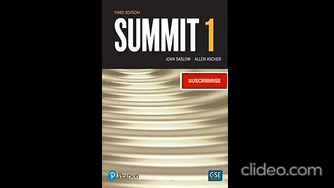 THIRD EDITION
SUMMIT 1
JOAN SASLOW ALLEN ASCHER
SUSCRIBIRSE
Pearson
GSE
clideo.com